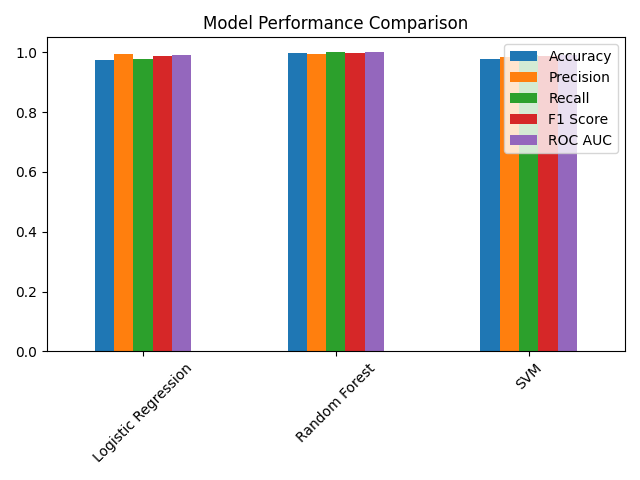 Model Performance Comparison
1.0
0.8
0.6
0.4
0.2
0.0
Accuracy
Precision
Recall
F1 Score
ROC AUC
Logistic Regression
Random Forest
SVM